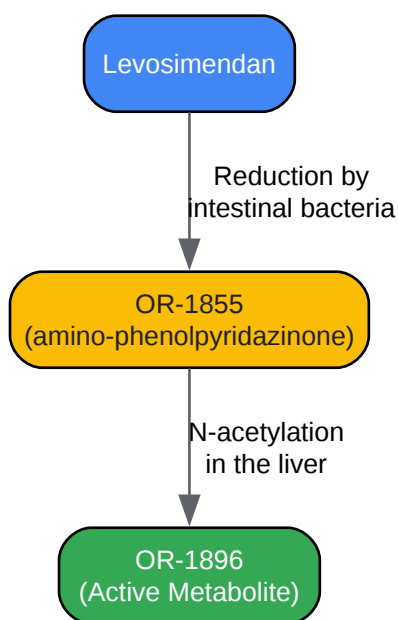 Levosimendan
Reduction by
intestinal bacteria
OR-1855
(amino-phenolpyridazinone)
N-acetylation
in the liver
OR-1896
(Active Metabolite)